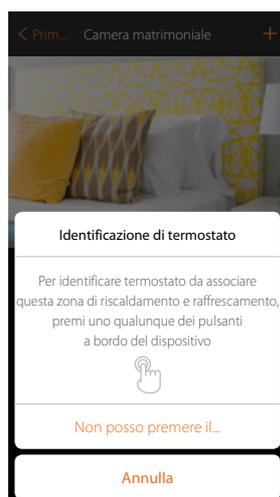 Prim... Camera matrimoniale +
Identificazione di termostato
Per identificare termostato da associare
questa zona di riscaldamento e raffrescamento,
premi uno qualunque dei pulsanti
a bordo del dispositivo
Non posso premere il...
Annulla